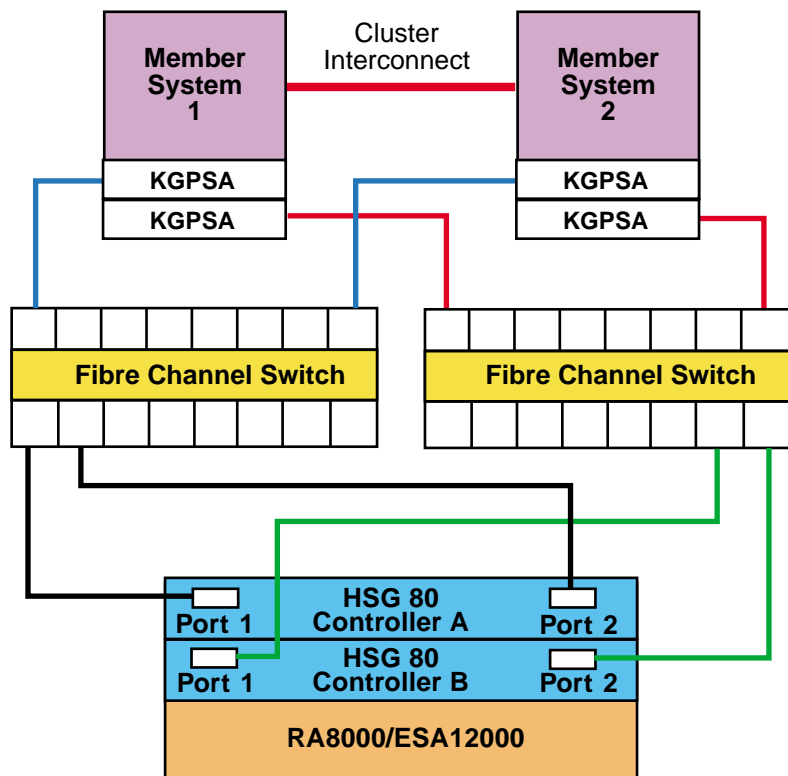 Member
System
1
Cluster
Interconnect
Member
System
2
KGPSA
KGPSA
KGPSA
KGPSA
Fibre Channel Switch
Fibre Channel Switch
Port 1
HSG 80
Controller A
Port 2
Port 1
HSG 80
Controller B
Port 2
RA8000/ESA12000